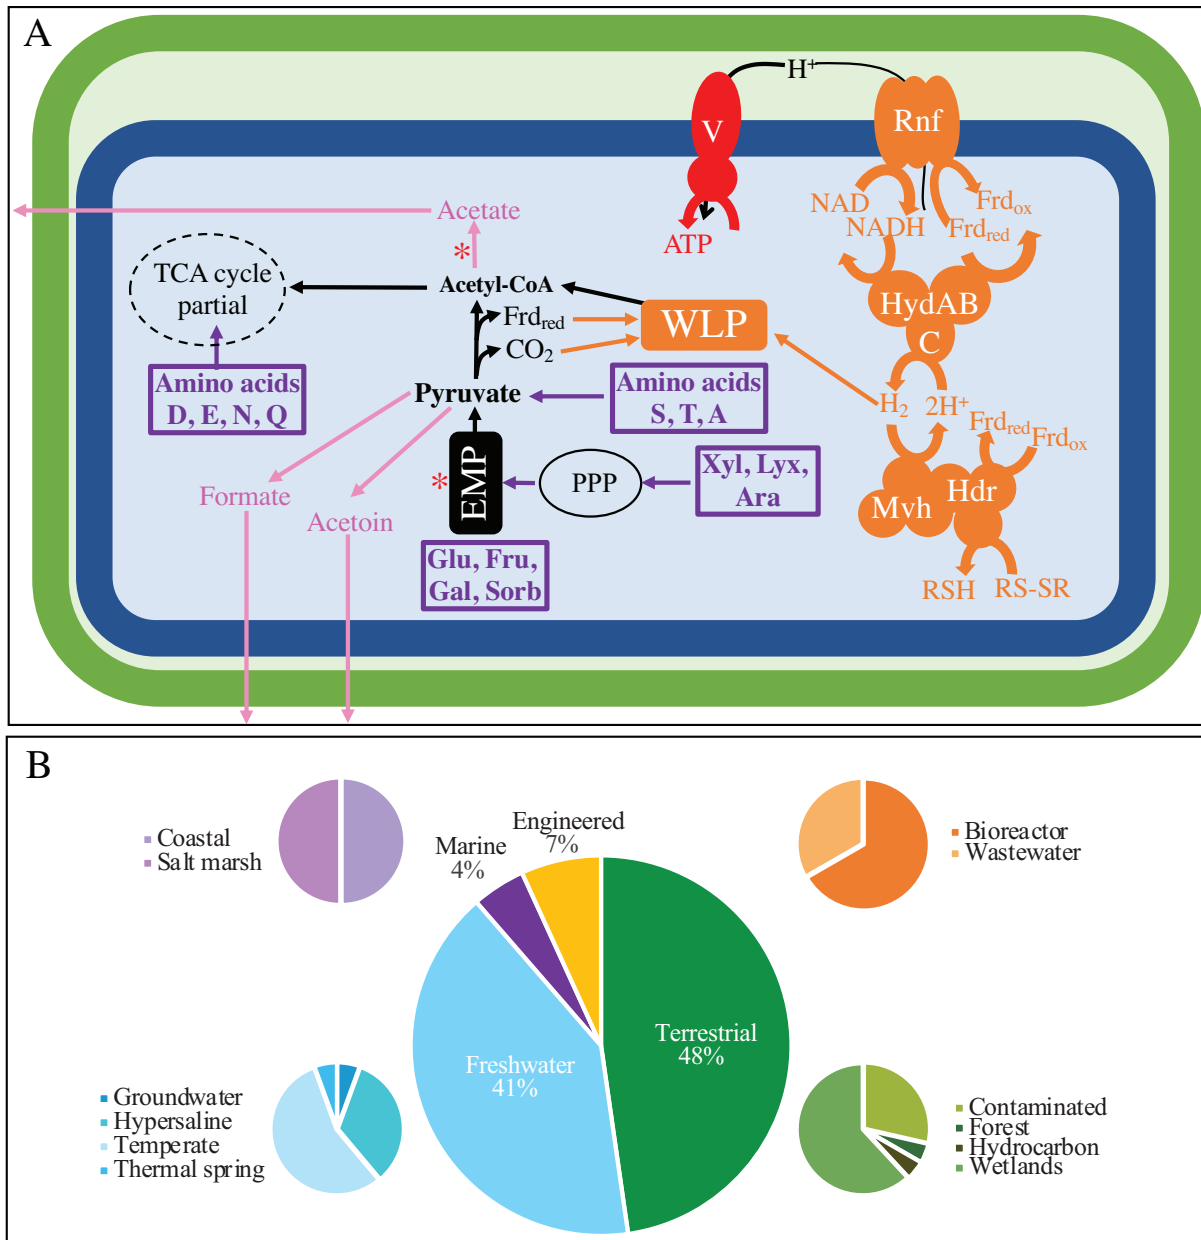 A
H⁺
V
Rnf
NAD
NADH
Frdox
Frdred
ATP
Acetate
*
TCA cycle
partial
Acetyl-CoA
Frdred
CO₂
WLP
HydAB
C
Amino acids
D, E, N, Q
Pyruvate
Amino acids
S, T, A
H₂ 2H⁺
Frdred Frdox
Formate
Acetoin
*
EMP
PPP
Xyl, Lyx,
Ara
Mvh
Hdr
Glu, Fru,
Gal, Sorb
RSH RS-SR
B
Coastal
Salt marsh
Marine
4%
Engineered
7%
Bioreactor
Wastewater
Freshwater
41%
Terrestrial
48%
Groundwater
Hypersaline
Temperate
Thermal spring
Contaminated
Forest
Hydrocarbon
Wetlands